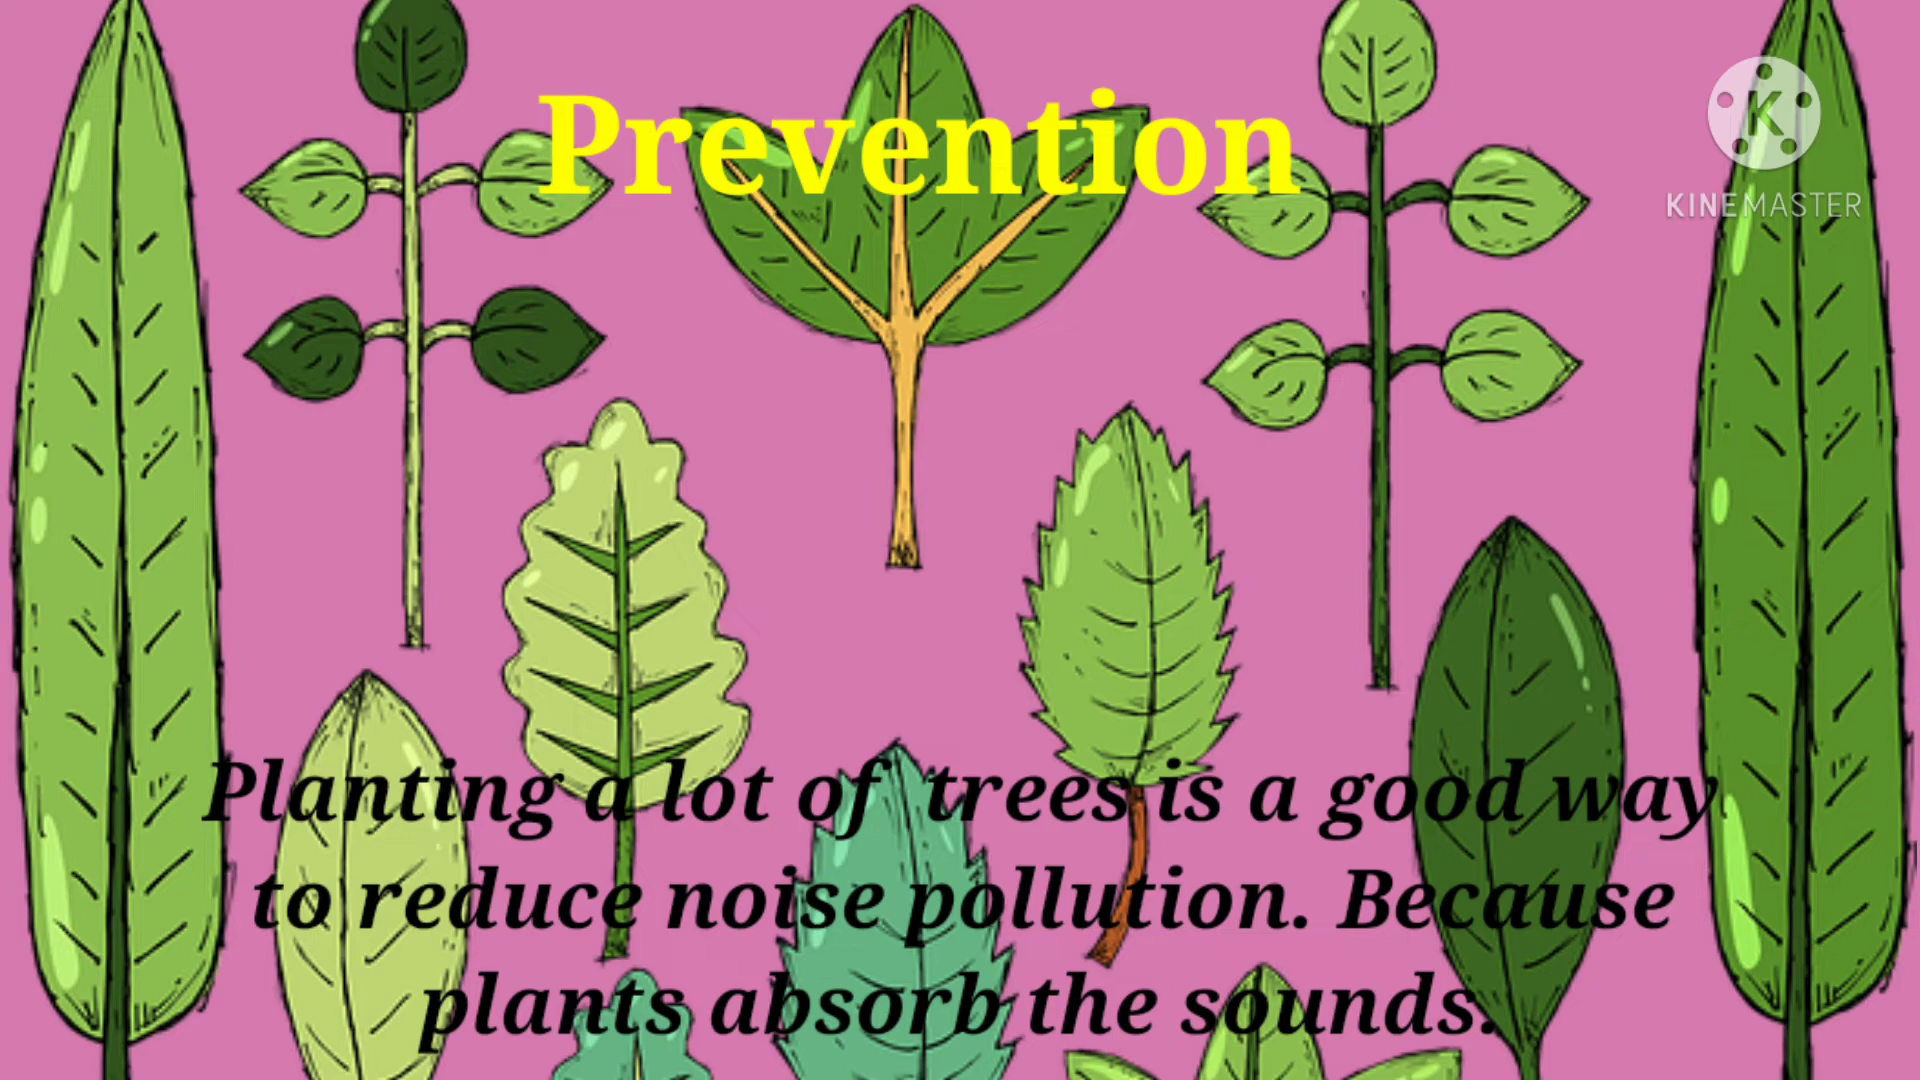 Prevention
K
KINEMASTER
Planting a lot of trees is a good way
to reduce noise pollution. Because
plants absorb the sounds.